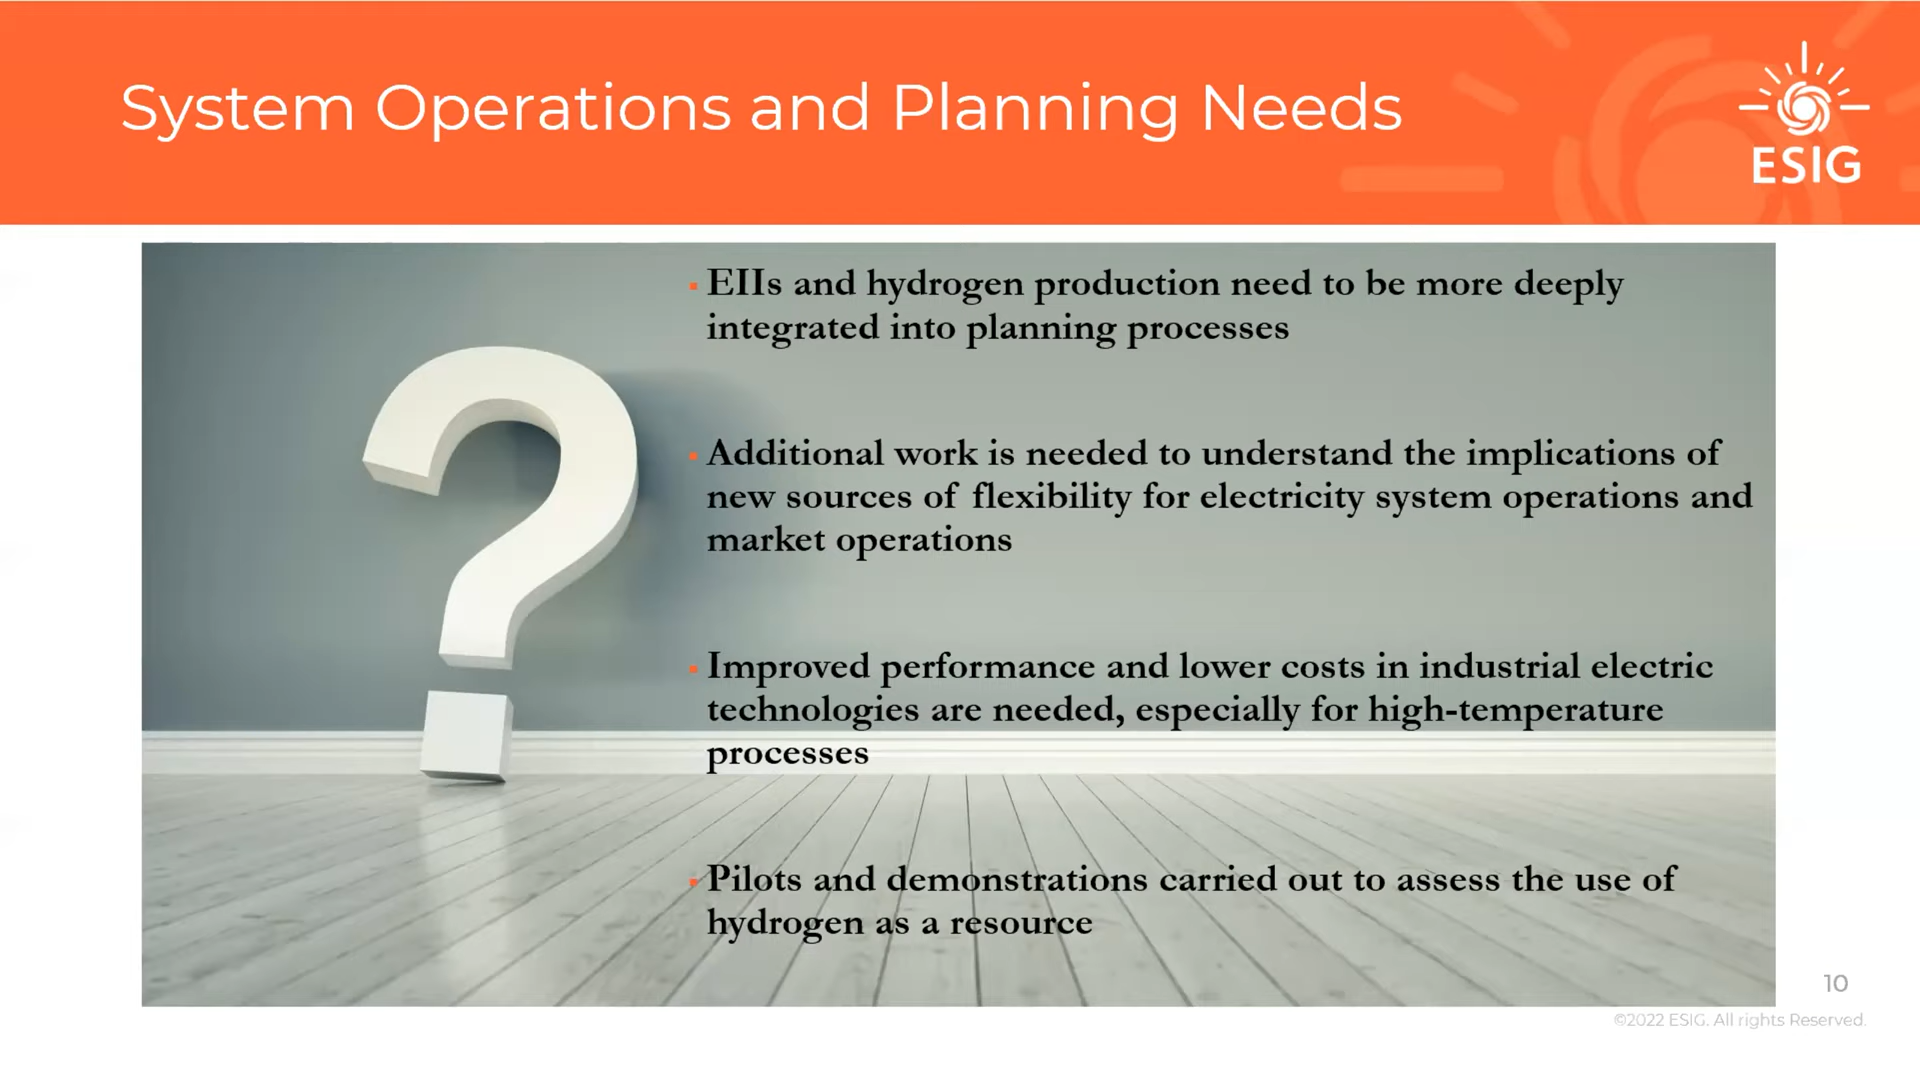 System Operations and Planning Needs
ESIG
EIIs and hydrogen production need to be more deeply
integrated into planning processes
Additional work is needed to understand the implications of
new sources of flexibility for electricity system operations and
market operations
Improved performance and lower costs in industrial electric
technologies are needed, especially for high-temperature
processes
Pilots and demonstrations carried out to assess the use of
hydrogen as a resource
10
©2022 ESIG. All rights Reserved.